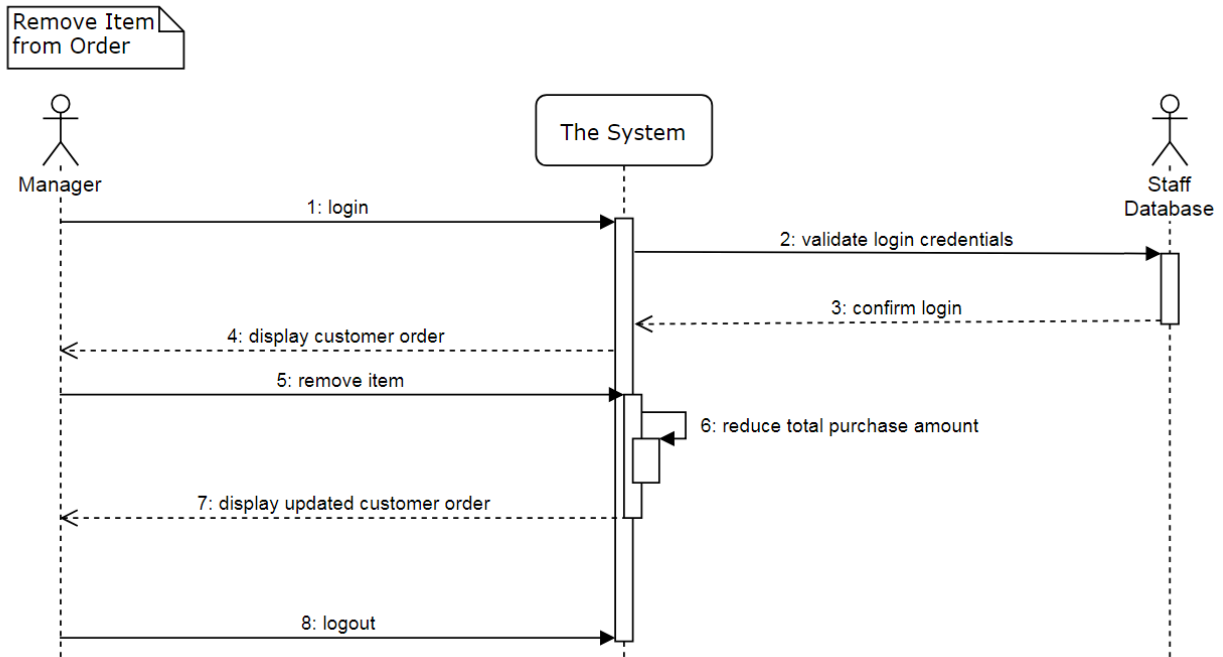 Remove Item
from Order
The System
Manager
Staff
Database
1: login
2: validate login credentials
3: confirm login
4: display customer order
5: remove item
6: reduce total purchase amount
7: display updated customer order
8: logout